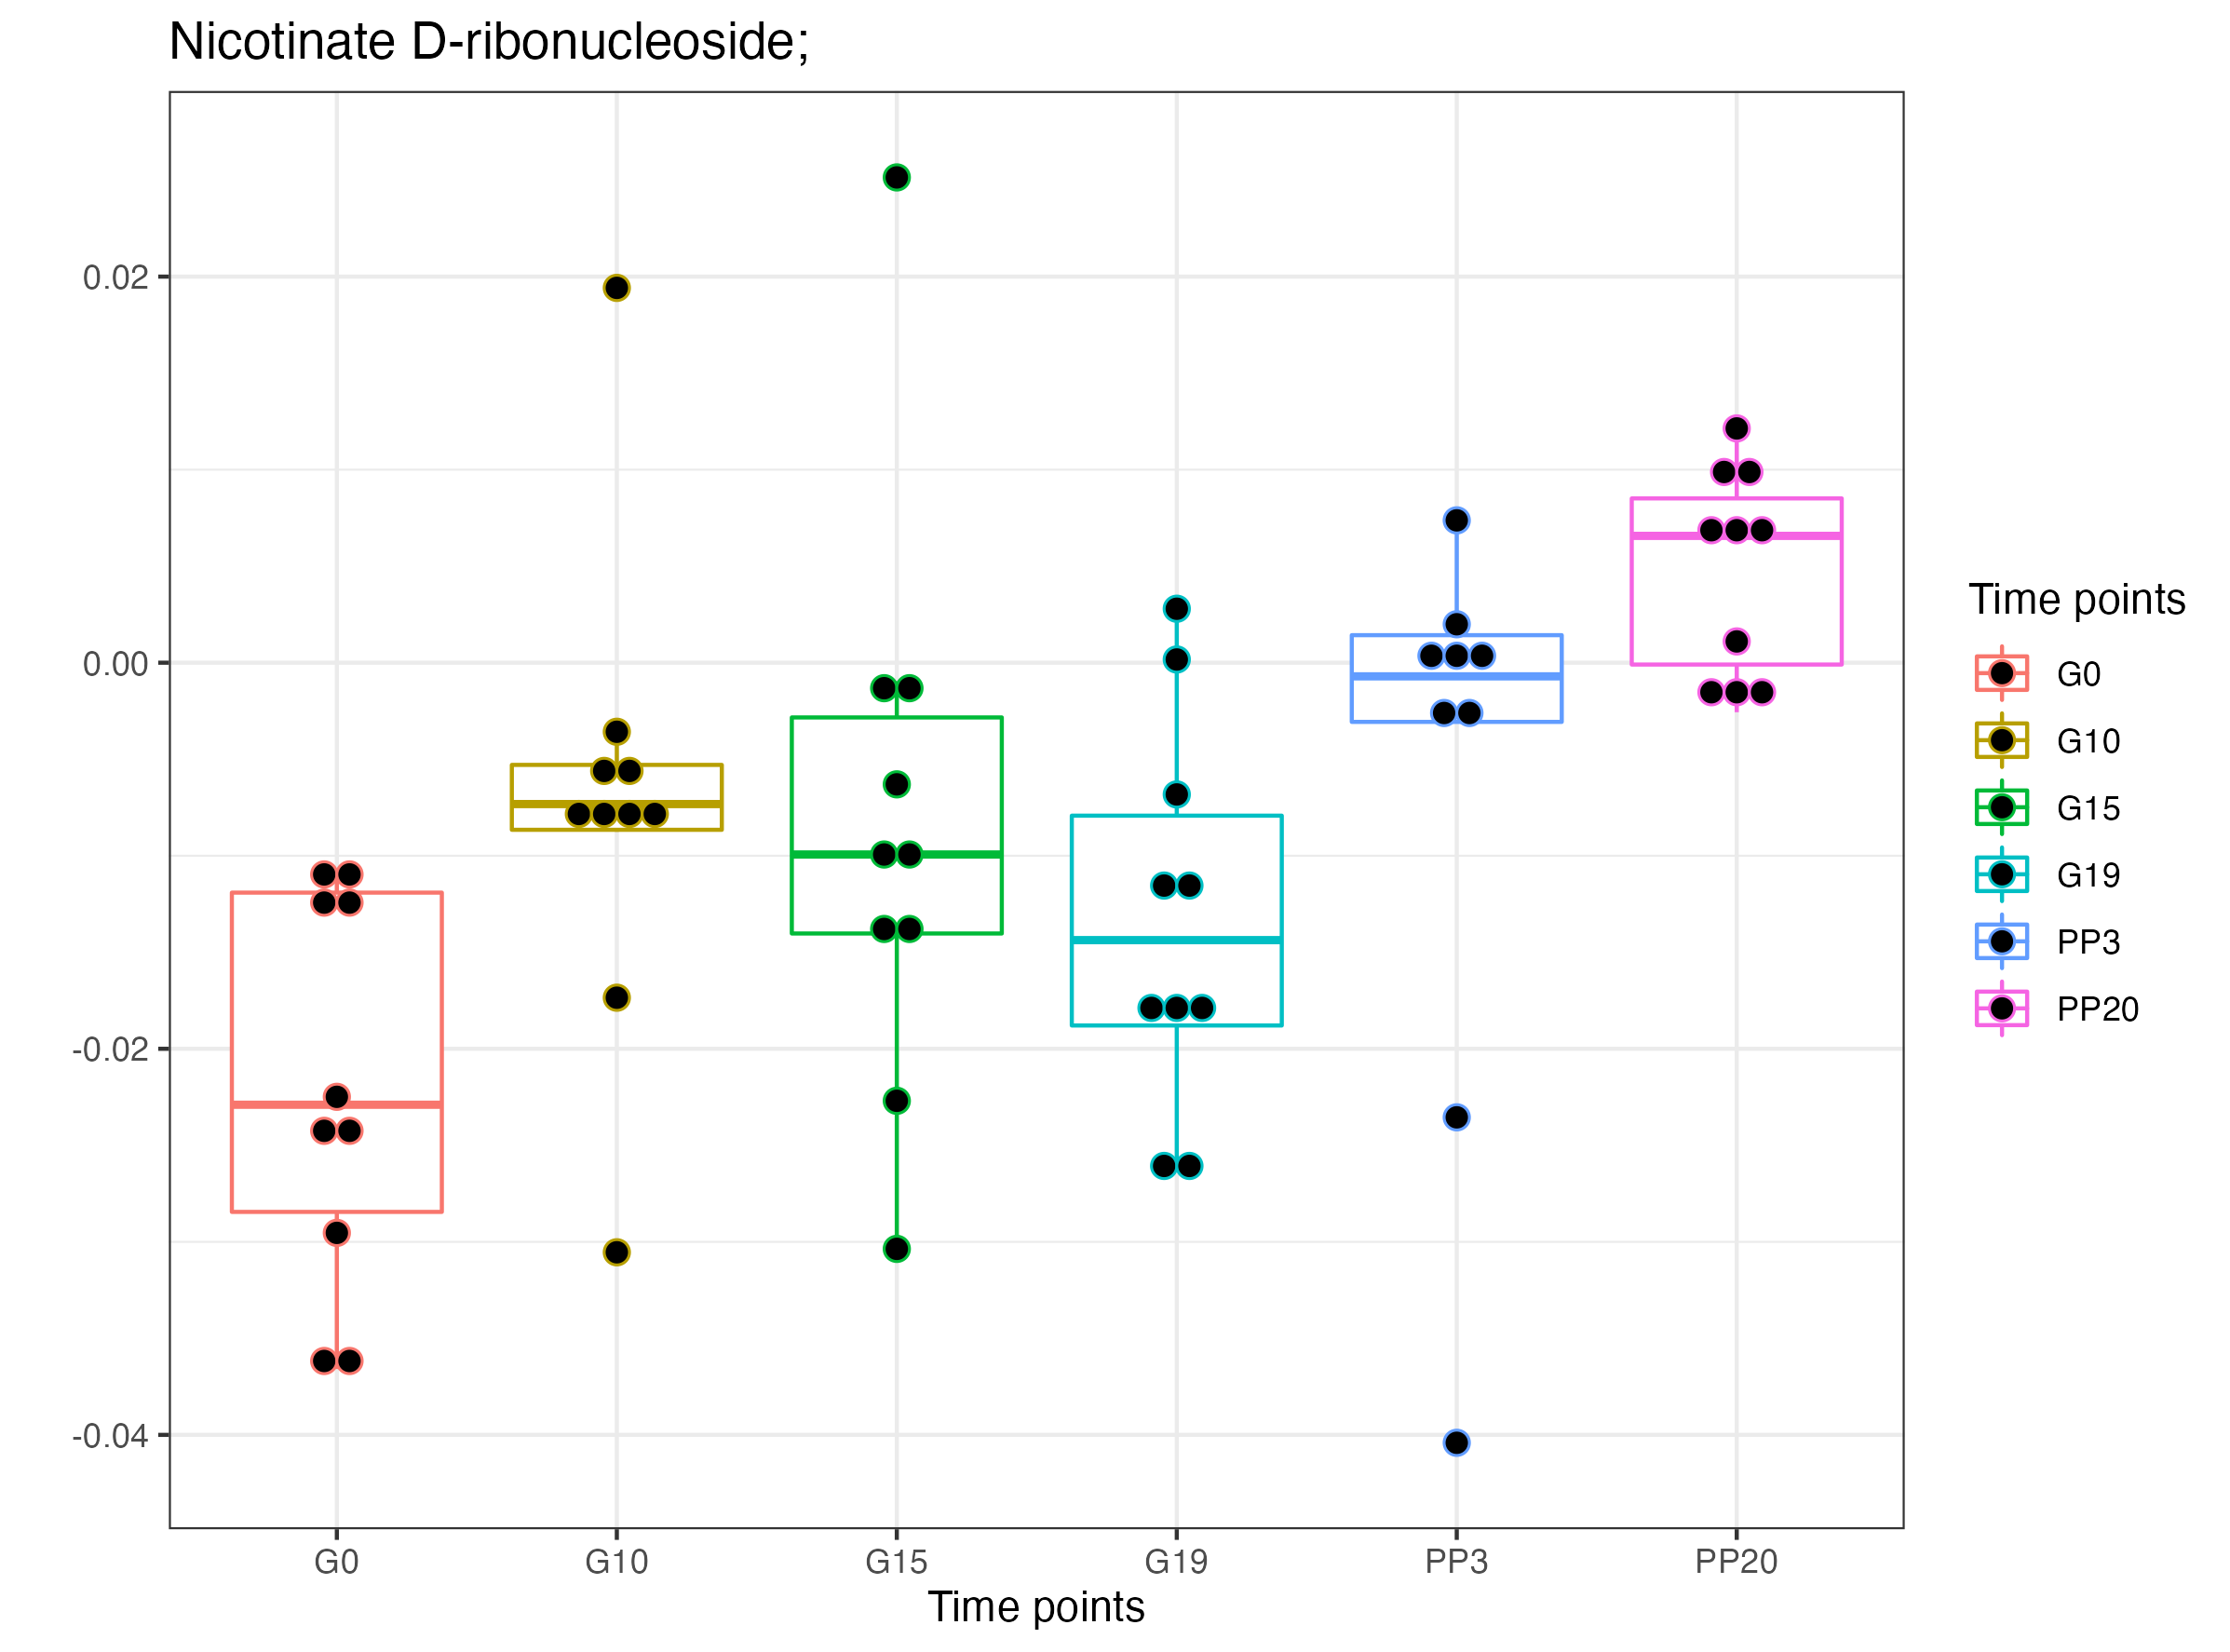 Nicotinate D-ribonucleoside;
0.02
0.00
-0.02
-0.04
G0 G10 G15 G19 PP3 PP20
Time points
Time points
G0
G10
G15
G19
PP3
PP20